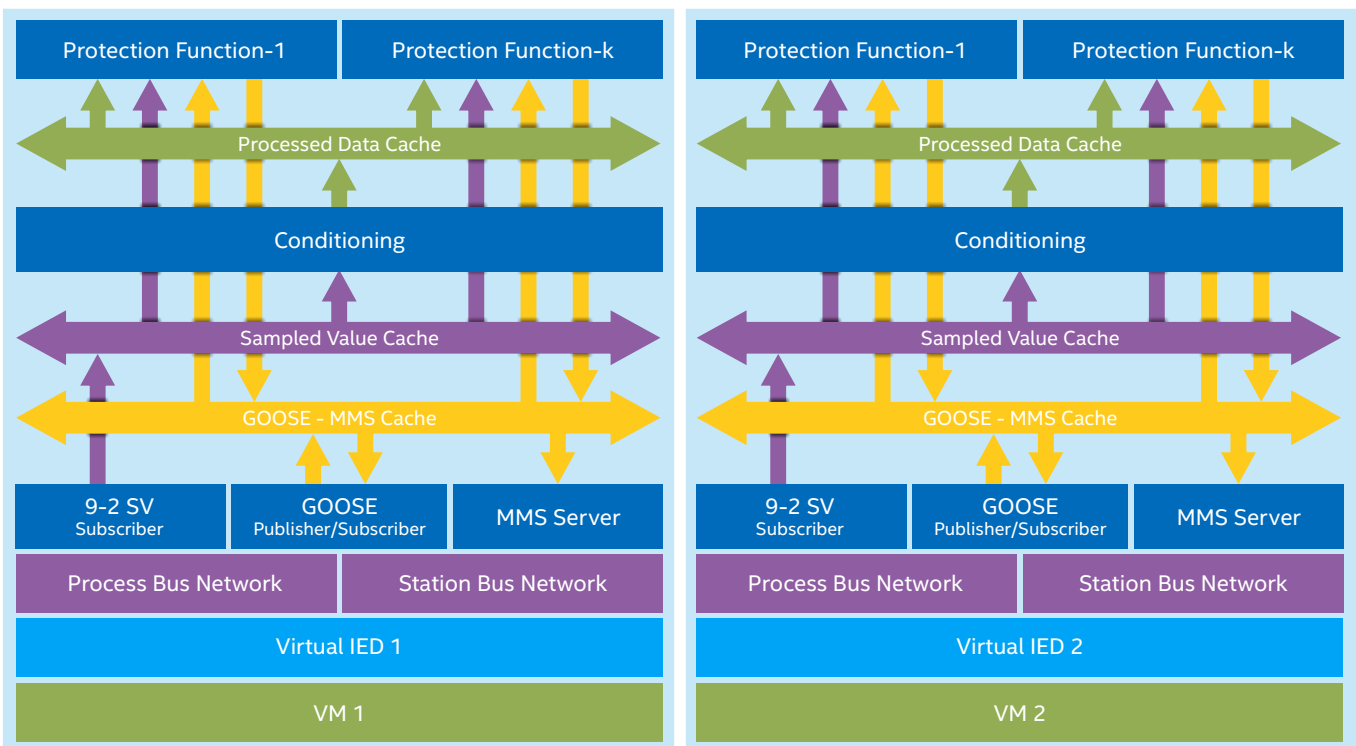 Protection Function-1
Protection Function-k
Processed Data Cache
Conditioning
Sampled Value Cache
GOOSE - MMS Cache
9-2 SV
Subscriber
GOOSE
Publisher/Subscriber
MMS Server
Process Bus Network
Station Bus Network
Virtual IED 1
VM 1
Protection Function-1
Protection Function-k
Processed Data Cache
Conditioning
Sampled Value Cache
GOOSE - MMS Cache
9-2 SV
Subscriber
GOOSE
Publisher/Subscriber
MMS Server
Process Bus Network
Station Bus Network
Virtual IED 2
VM 2